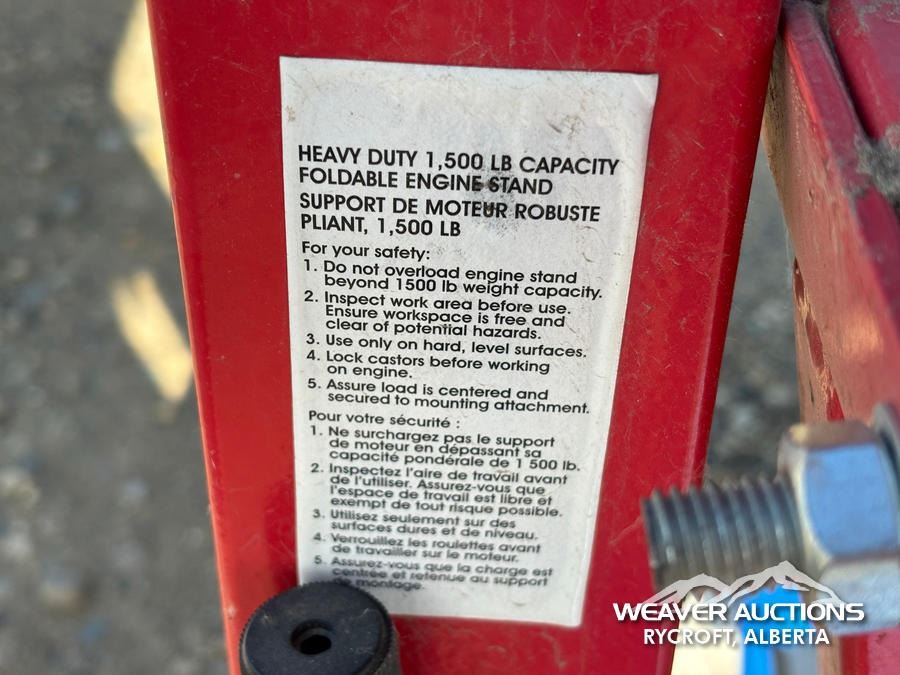 HEAVY DUTY 1,500 LB CAPACITY
FOLDABLE ENGINE STAND
SUPPORT DE MOTEUR ROBUSTE
PLIANT, 1,500 LB
For your safety:
1. Do not overload engine stand
beyond 1500 lb weight capacity.
2. Inspect work area before use.
Ensure workspace is free and
clear of potential hazards.
3. Use only on hard, level surfaces.
4. Lock castors before working
on engine.
5. Assure load is centered and
secured to mounting attachment.
Pour votre sécurité :
1. Ne surchargez pas le support
de moteur en dépassant sa
capacité pondérale de 1 500 lb.
2. Inspectez l'aire de travail avant
de l'utiliser. Assurez-vous que
l'espace de travail est libre et
exempt de tout risque possible.
3. Utilisez seulement sur des
surfaces dures et de niveau.
4. Verrouillez les roulettes avant
de travailler sur le moteur.
5. Assurez-vous que la charge est
centrée et retenue au support
de montage.
WEAVER AUCTIONS
RYCROFT, ALBERTA